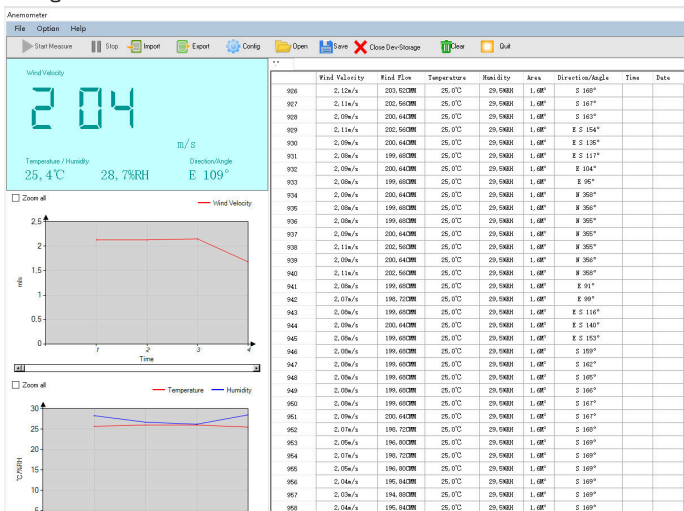 Anemometer
File Option Help
Start Measure Stop Import Export Config Open Save Close Dev-Storage Clear Quit
Wind Velocity
2 04
m/s
Temperature / Humidity Direction/Angle
25,4℃ 28,7%RH E 109°
Zoom all
Wind Velocity
2,5
2
1,5
m/s
1
0,5
0
1 2 3 4
Time
Zoom all
Temperature Humidity
30
25
20
℃/%RH
15
10
5
Wind Valocity Wind Flow Temperature Humidity Area Direction/Angle Time Date
926 2,12m/s 203,52CMM 25,0℃ 29,5%RH 1,6M² S 168°
927 2,11m/s 202,56CMM 25,0℃ 29,5%RH 1,6M² S 167°
928 2,09m/s 200,64CMM 25,0℃ 29,5%RH 1,6M² S 163°
929 2,11m/s 202,56CMM 25,0℃ 29,5%RH 1,6M² E S 154°
930 2,09m/s 200,64CMM 25,0℃ 29,5%RH 1,6M² E S 135°
931 2,08m/s 199,68CMM 25,0℃ 29,5%RH 1,6M² E S 117°
932 2,09m/s 200,64CMM 25,0℃ 29,5%RH 1,6M² E 104°
933 2,08m/s 199,68CMM 25,0℃ 29,5%RH 1,6M² E 95°
934 2,09m/s 200,64CMM 25,0℃ 29,5%RH 1,6M² N 358°
935 2,08m/s 199,68CMM 25,0℃ 29,5%RH 1,6M² N 356°
936 2,08m/s 199,68CMM 25,0℃ 29,5%RH 1,6M² N 355°
937 2,09m/s 200,64CMM 25,0℃ 29,5%RH 1,6M² N 355°
938 2,11m/s 202,56CMM 25,0℃ 29,5%RH 1,6M² N 355°
939 2,09m/s 200,64CMM 25,0℃ 29,5%RH 1,6M² N 356°
940 2,11m/s 202,56CMM 25,0℃ 29,5%RH 1,6M² N 358°
941 2,08m/s 199,68CMM 25,0℃ 29,5%RH 1,6M² E 91°
942 2,07m/s 198,72CMM 25,0℃ 29,5%RH 1,6M² E 99°
943 2,08m/s 199,68CMM 25,0℃ 29,5%RH 1,6M² E S 116°
944 2,09m/s 200,64CMM 25,0℃ 29,5%RH 1,6M² E S 140°
945 2,08m/s 199,68CMM 25,0℃ 29,5%RH 1,6M² E S 153°
946 2,08m/s 199,68CMM 25,0℃ 29,5%RH 1,6M² S 159°
947 2,08m/s 199,68CMM 25,0℃ 29,5%RH 1,6M² S 162°
948 2,08m/s 199,68CMM 25,0℃ 29,5%RH 1,6M² S 165°
949 2,08m/s 199,68CMM 25,0℃ 29,5%RH 1,6M² S 166°
950 2,08m/s 199,68CMM 25,0℃ 29,5%RH 1,6M² S 167°
951 2,09m/s 200,64CMM 25,0℃ 29,5%RH 1,6M² S 167°
952 2,07m/s 198,72CMM 25,0℃ 29,5%RH 1,6M² S 168°
953 2,05m/s 196,80CMM 25,0℃ 29,5%RH 1,6M² S 169°
954 2,07m/s 198,72CMM 25,0℃ 29,5%RH 1,6M² S 169°
955 2,05m/s 196,80CMM 25,0℃ 29,5%RH 1,6M² S 169°
956 2,04m/s 195,84CMM 25,0℃ 29,5%RH 1,6M² S 169°
957 2,03m/s 194,88CMM 25,0℃ 29,5%RH 1,6M² S 169°
958 2,04m/s 195,84CMM 25,0℃ 29,5%RH 1,6M² S 169°